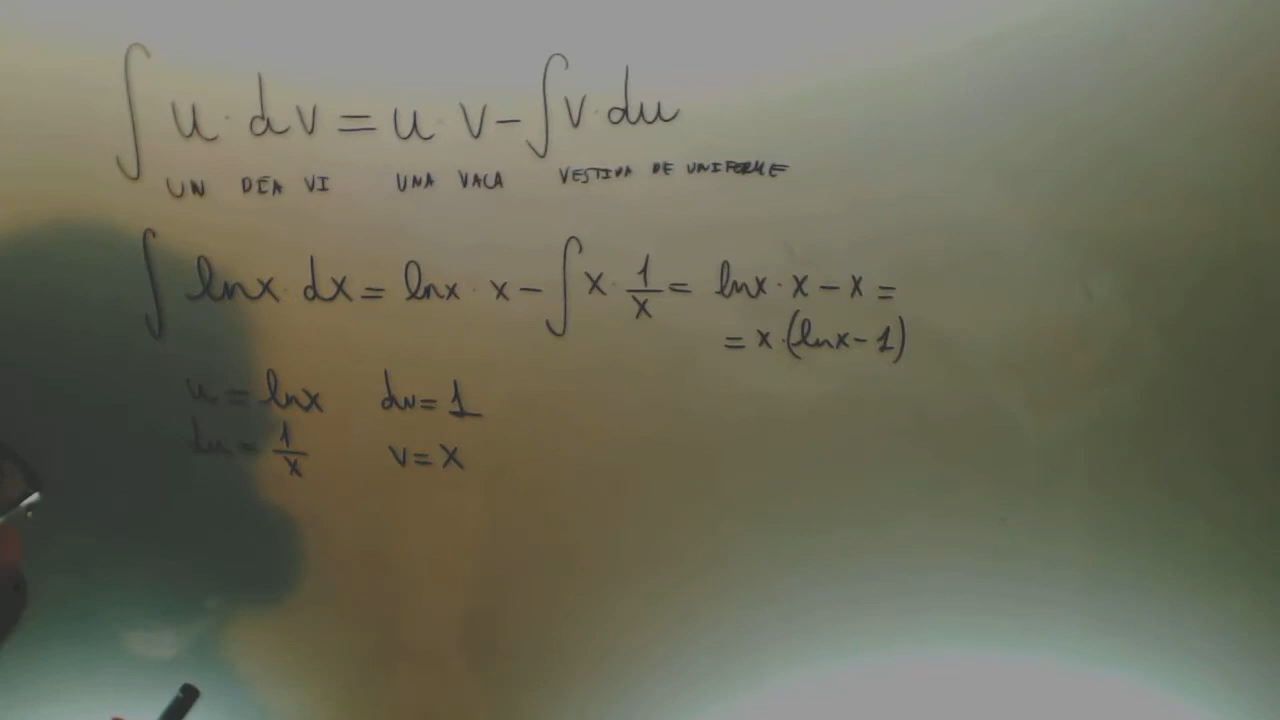 ∫ u · dv = u · v - ∫ v · du
UN DÍA VI UNA VACA VESTIDA DE UNIFORME
∫ lnx · dx = lnx · x - ∫ x · 1/x = lnx · x - x =
= x · (lnx - 1)
u = lnx dv = 1
du = 1/x v = x